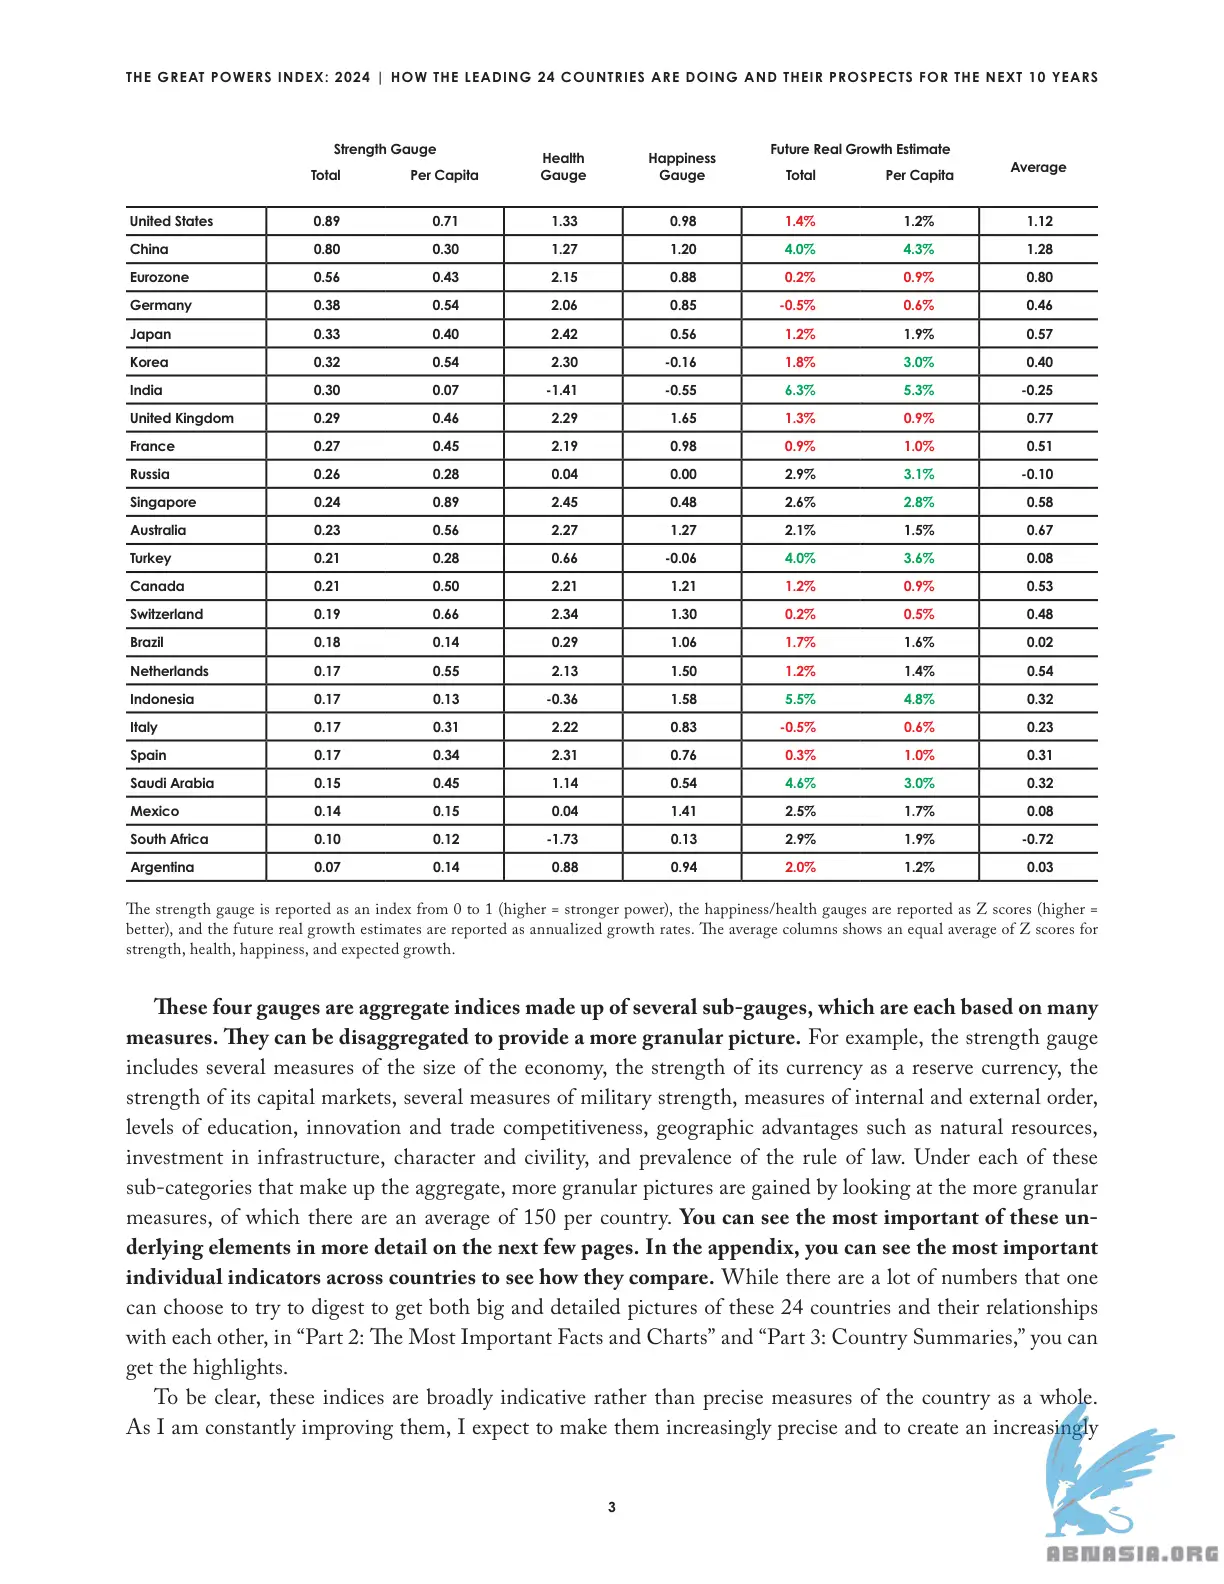 THE GREAT POWERS INDEX: 2024 | HOW THE LEADING 24 COUNTRIES ARE DOING AND THEIR PROSPECTS FOR THE NEXT 10 YEARS
Strength Gauge Health Gauge Happiness Gauge Future Real Growth Estimate Average
Total Per Capita Total Per Capita
United States 0.89 0.71 1.33 0.98 1.4% 1.2% 1.12
China 0.80 0.30 1.27 1.20 4.0% 4.3% 1.28
Eurozone 0.56 0.43 2.15 0.88 0.2% 0.9% 0.80
Germany 0.38 0.54 2.06 0.85 -0.5% 0.6% 0.46
Japan 0.33 0.40 2.42 0.56 1.2% 1.9% 0.57
Korea 0.32 0.54 2.30 -0.16 1.8% 3.0% 0.40
India 0.30 0.07 -1.41 -0.55 6.3% 5.3% -0.25
United Kingdom 0.29 0.46 2.29 1.65 1.3% 0.9% 0.77
France 0.27 0.45 2.19 0.98 0.9% 1.0% 0.51
Russia 0.26 0.28 0.04 0.00 2.9% 3.1% -0.10
Singapore 0.24 0.89 2.45 0.48 2.6% 2.8% 0.58
Australia 0.23 0.56 2.27 1.27 2.1% 1.5% 0.67
Turkey 0.21 0.28 0.66 -0.06 4.0% 3.6% 0.08
Canada 0.21 0.50 2.21 1.21 1.2% 0.9% 0.53
Switzerland 0.19 0.66 2.34 1.30 0.2% 0.5% 0.48
Brazil 0.18 0.14 0.29 1.06 1.7% 1.6% 0.02
Netherlands 0.17 0.55 2.13 1.50 1.2% 1.4% 0.54
Indonesia 0.17 0.13 -0.36 1.58 5.5% 4.8% 0.32
Italy 0.17 0.31 2.22 0.83 -0.5% 0.6% 0.23
Spain 0.17 0.34 2.31 0.76 0.3% 1.0% 0.31
Saudi Arabia 0.15 0.45 1.14 0.54 4.6% 3.0% 0.32
Mexico 0.14 0.15 0.04 1.41 2.5% 1.7% 0.08
South Africa 0.10 0.12 -1.73 0.13 2.9% 1.9% -0.72
Argentina 0.07 0.14 0.88 0.94 2.0% 1.2% 0.03
The strength gauge is reported as an index from 0 to 1 (higher = stronger power), the happiness/health gauges are reported as Z scores (higher =
better), and the future real growth estimates are reported as annualized growth rates. The average columns shows an equal average of Z scores for
strength, health, happiness, and expected growth.
These four gauges are aggregate indices made up of several sub-gauges, which are each based on many
measures. They can be disaggregated to provide a more granular picture. For example, the strength gauge
includes several measures of the size of the economy, the strength of its currency as a reserve currency, the
strength of its capital markets, several measures of military strength, measures of internal and external order,
levels of education, innovation and trade competitiveness, geographic advantages such as natural resources,
investment in infrastructure, character and civility, and prevalence of the rule of law. Under each of these
sub-categories that make up the aggregate, more granular pictures are gained by looking at the more granular
measures, of which there are an average of 150 per country. You can see the most important of these un-
derlying elements in more detail on the next few pages. In the appendix, you can see the most important
individual indicators across countries to see how they compare. While there are a lot of numbers that one
can choose to try to digest to get both big and detailed pictures of these 24 countries and their relationships
with each other, in “Part 2: The Most Important Facts and Charts” and “Part 3: Country Summaries,” you can
get the highlights.
To be clear, these indices are broadly indicative rather than precise measures of the country as a whole.
As I am constantly improving them, I expect to make them increasingly precise and to create an increasingly
3
ABNASIA.ORG